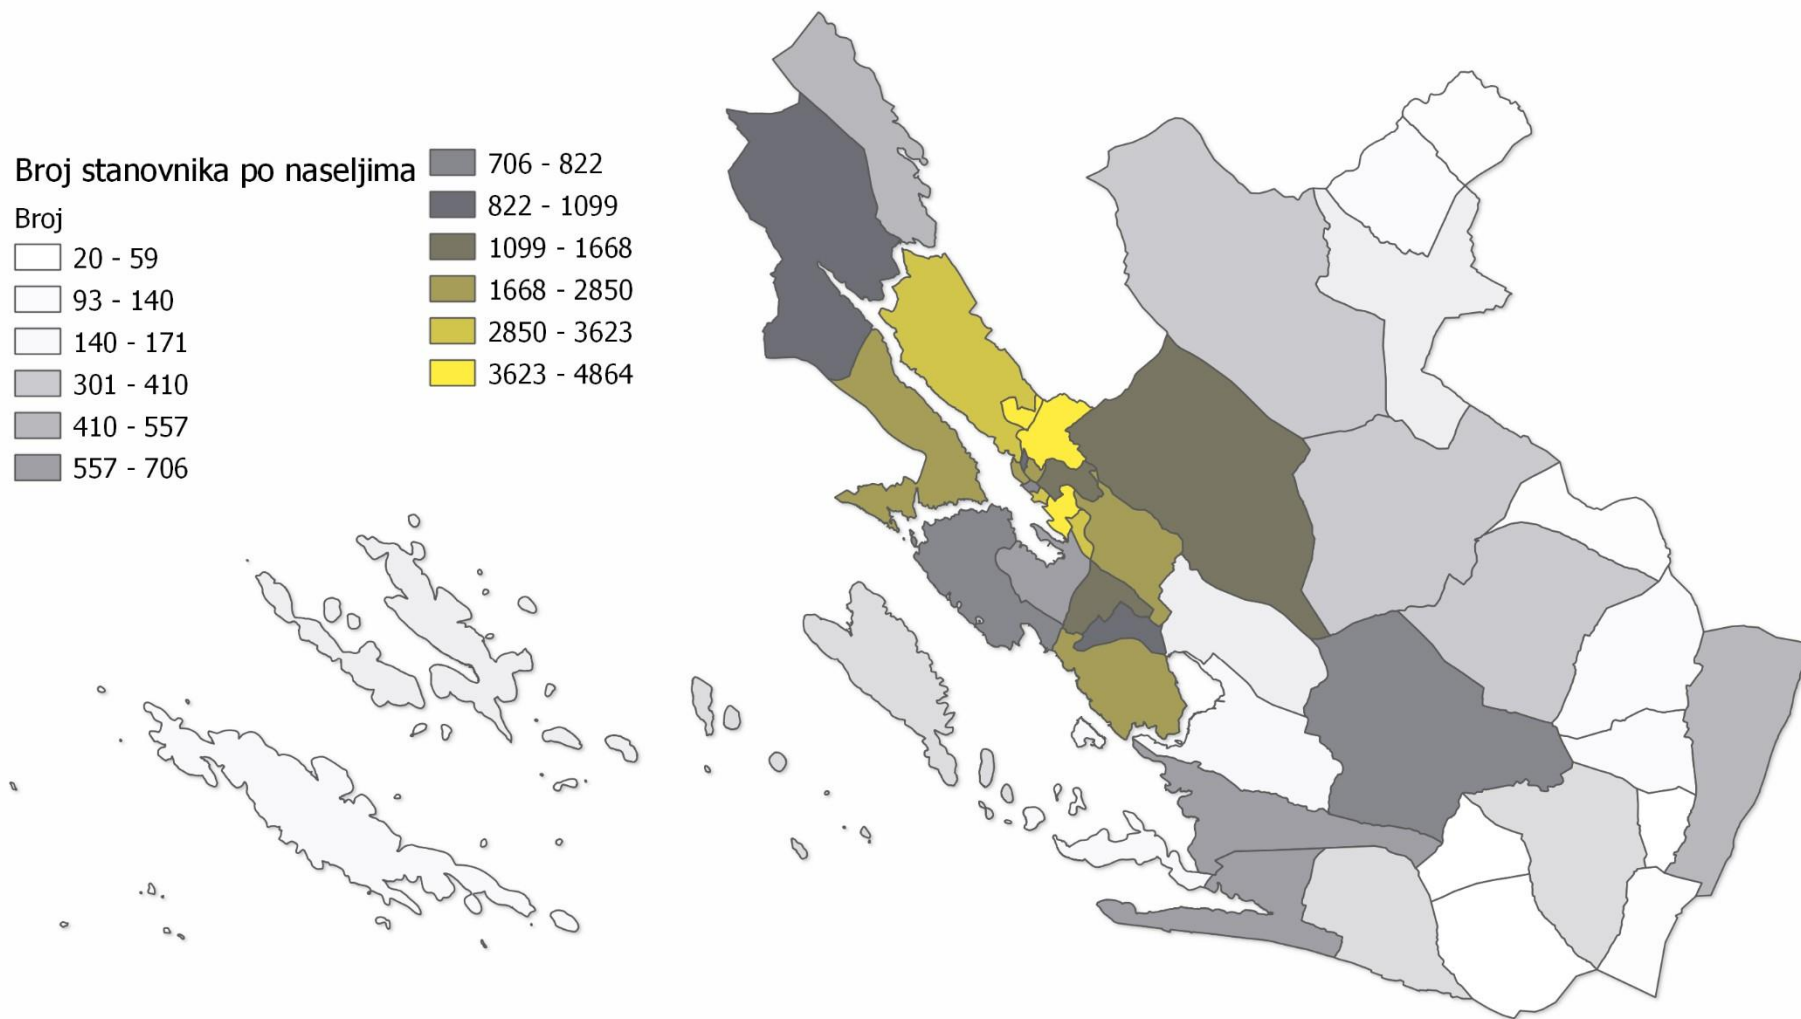 Broj stanovnika po naseljima
Broj
20 - 59
93 - 140
140 - 171
301 - 410
410 - 557
557 - 706
706 - 822
822 - 1099
1099 - 1668
1668 - 2850
2850 - 3623
3623 - 4864